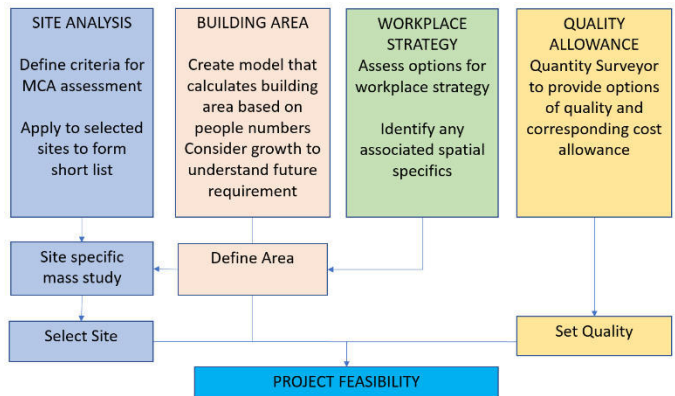 SITE ANALYSIS
Define criteria for
MCA assessment
Apply to selected
sites to form
short list
BUILDING AREA
Create model that
calculates building
area based on
people numbers
Consider growth to
understand future
requirement
WORKPLACE
STRATEGY
Assess options for
workplace strategy
Identify any
associated spatial
specifics
QUALITY
ALLOWANCE
Quantity Surveyor
to provide options
of quality and
corresponding cost
allowance
Site specific
mass study
Define Area
Select Site
Set Quality
PROJECT FEASIBILITY